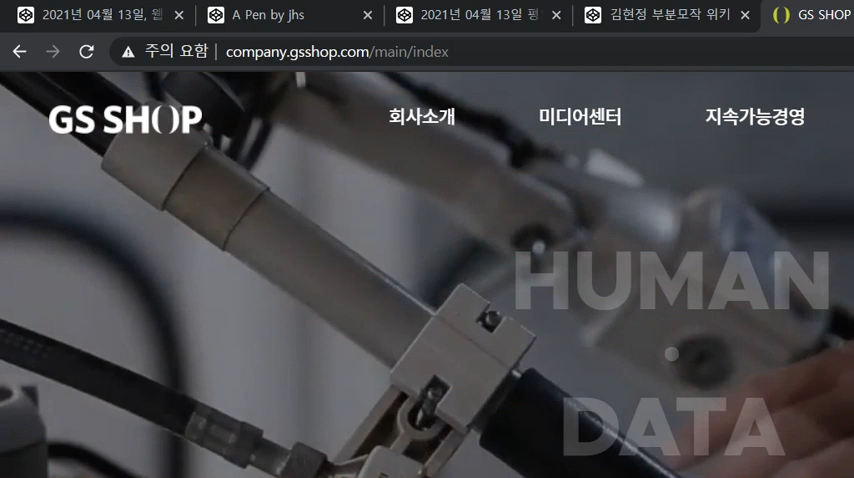 2021년 04월 13일, 웹
A Pen by jhs
2021년 04월 13일 평
김현정 부분모작 위키
GS SHOP
주의 요함 | company.gsshop.com/main/index
GS SHOP
회사소개
미디어센터
지속가능경영
HUMAN
DATA